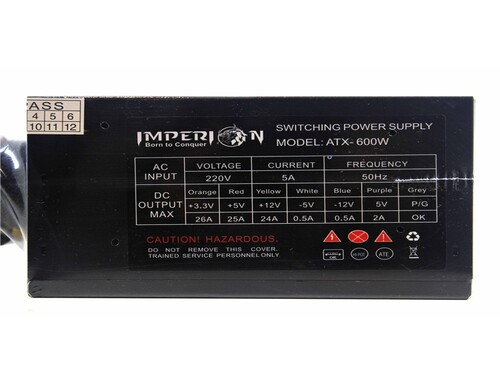 ASS
4 5 6
10 11 12
IMPERION
Born to Conquer
SWITCHING POWER SUPPLY
MODEL: ATX- 600W
AC INPUT VOLTAGE CURRENT FREQUENCY
220V 5A 50Hz
DC OUTPUT MAX Orange Red Yellow White Blue Purple Grey
+3.3V +5V +12V -5V -12V 5V P/G
26A 25A 24A 0.5A 0.5A 2A OK
CAUTION! HAZARDOUS.
DO NOT REMOVE THIS COVER.
TRAINED SERVICE PERSONNEL ONLY
HI-POT ATE